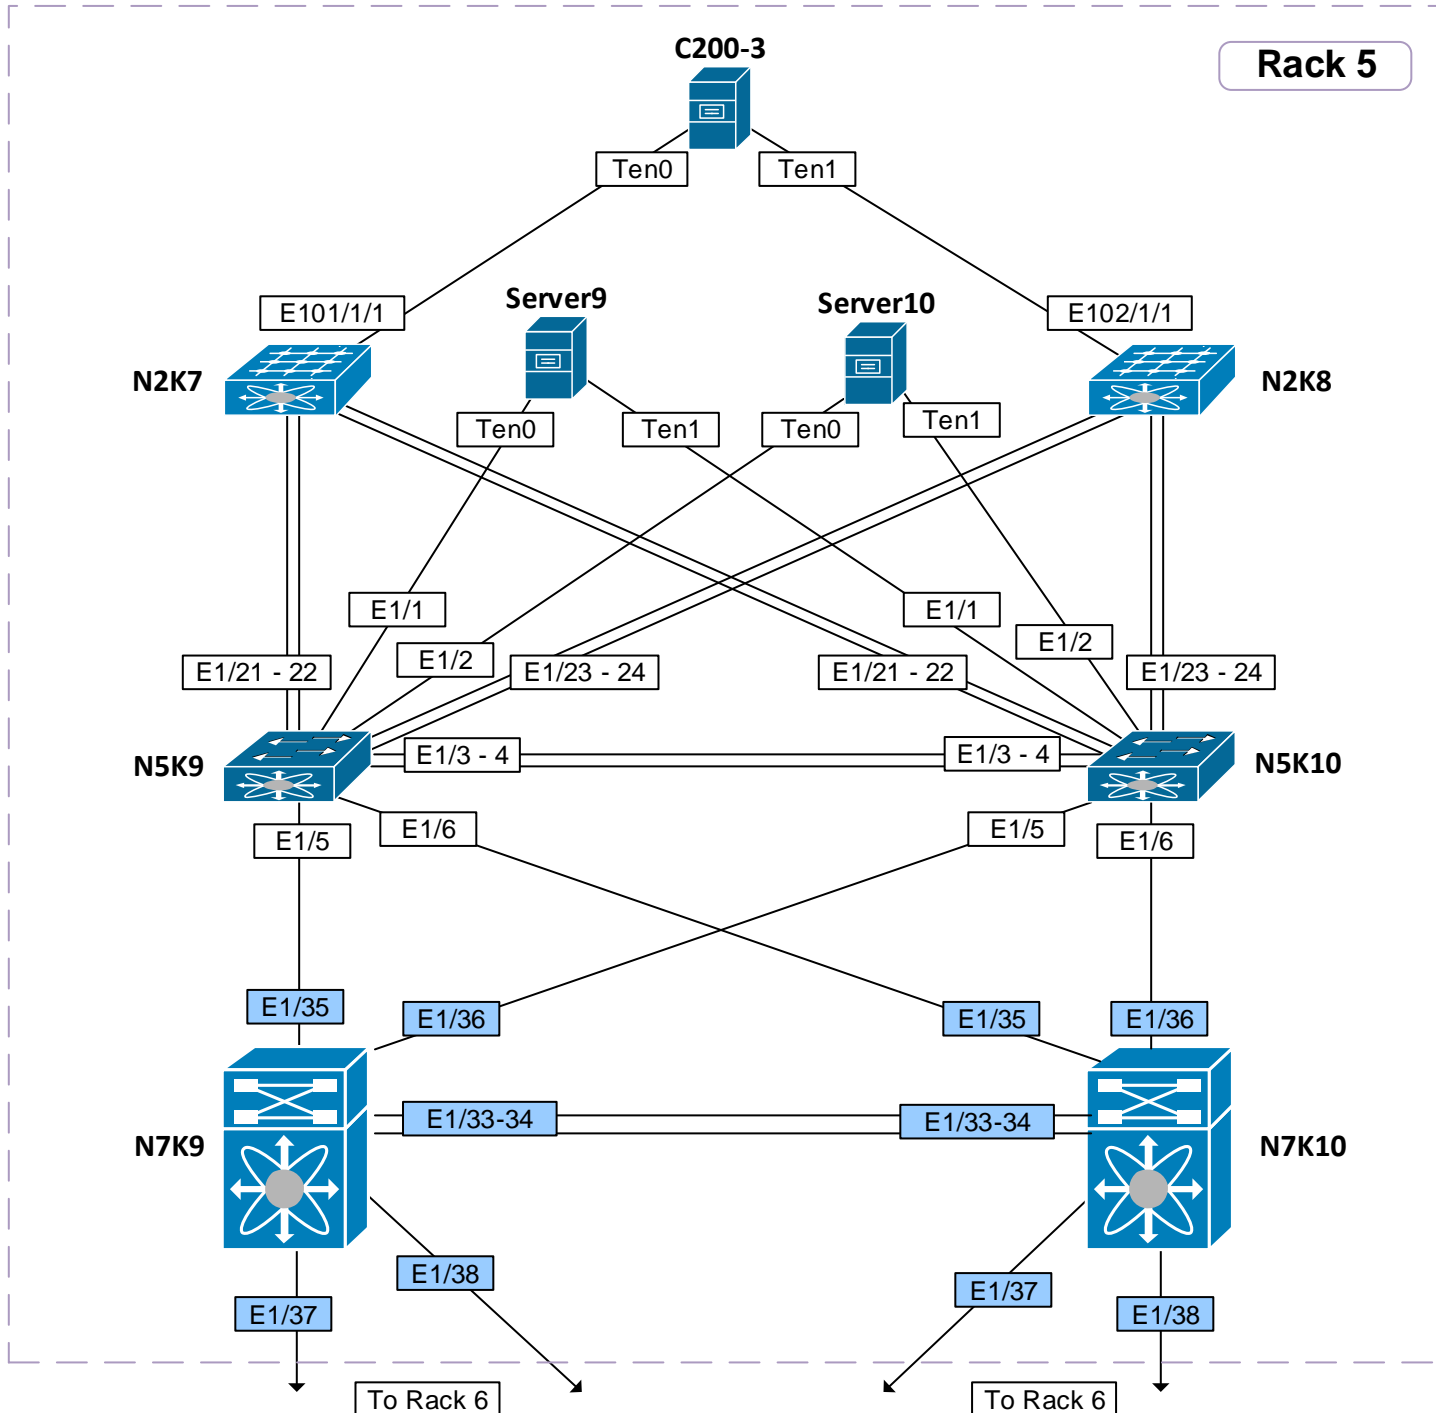 C200-3
Rack 5
Ten0
Ten1
E101/1/1
Server9
Server10
E102/1/1
N2K7
N2K8
Ten0
Ten1
Ten0
Ten1
E1/1
E1/1
E1/2
E1/2
E1/21 - 22
E1/23 - 24
E1/21 - 22
E1/23 - 24
N5K9
E1/3 - 4
E1/3 - 4
N5K10
E1/5
E1/6
E1/5
E1/6
E1/35
E1/36
E1/35
E1/36
N7K9
E1/33-34
E1/33-34
N7K10
E1/38
E1/37
E1/37
E1/38
To Rack 6
To Rack 6